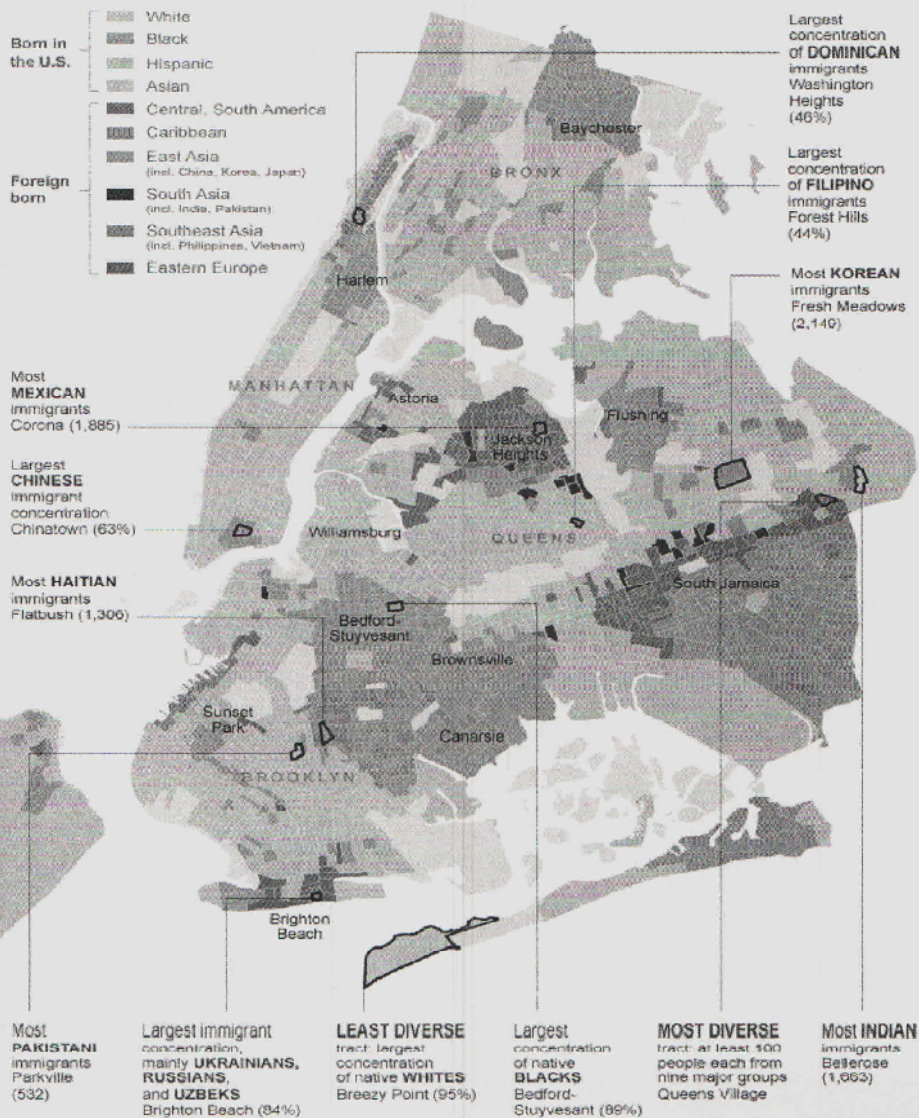 Born in
the U.S.
White
Black
Hispanic
Asian
Foreign
born
Central, South America
Caribbean
East Asia
(incl. China, Korea, Japan)
South Asia
(incl. India, Pakistan)
Southeast Asia
(incl. Philippines, Vietnam)
Eastern Europe
Largest
concentration
of DOMINICAN
immigrants
Washington
Heights
(46%)
Largest
concentration
of FILIPINO
immigrants
Forest Hills
(44%)
Most KOREAN
immigrants
Fresh Meadows
(2,149)
Baychester
BRONX
Harlem
MANHATTAN
Astoria
Flushing
Jackson
Heights
Williamsburg
QUEENS
South Jamaica
Bedford-
Stuyvesant
Brownsville
Sunset
Park
Canarsie
BROOKLYN
Brighton
Beach
Most
MEXICAN
immigrants
Corona (1,885)
Largest
CHINESE
immigrant
concentration
Chinatown (63%)
Most HAITIAN
immigrants
Flatbush (1,306)
Most
PAKISTANI
immigrants
Parkville
(532)
Largest immigrant
concentration,
mainly UKRAINIANS,
RUSSIANS,
and UZBEKS
Brighton Beach (84%)
LEAST DIVERSE
tract: largest
concentration
of native WHITES
Breezy Point (95%)
Largest
concentration
of native
BLACKS
Bedford-
Stuyvesant (89%)
MOST DIVERSE
tract: at least 100
people each from
nine major groups
Queens Village
Most INDIAN
immigrants
Bellerose
(1,663)